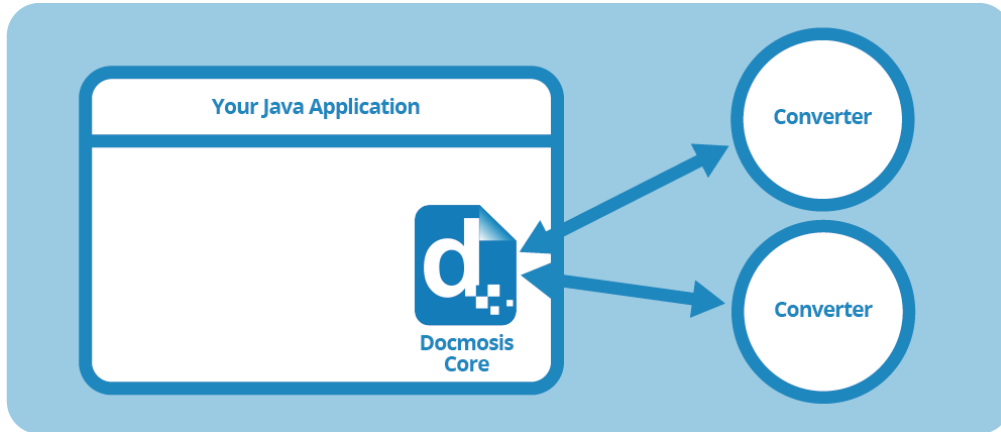 Your Java Application
Converter
d
Docmosis
Core
Converter